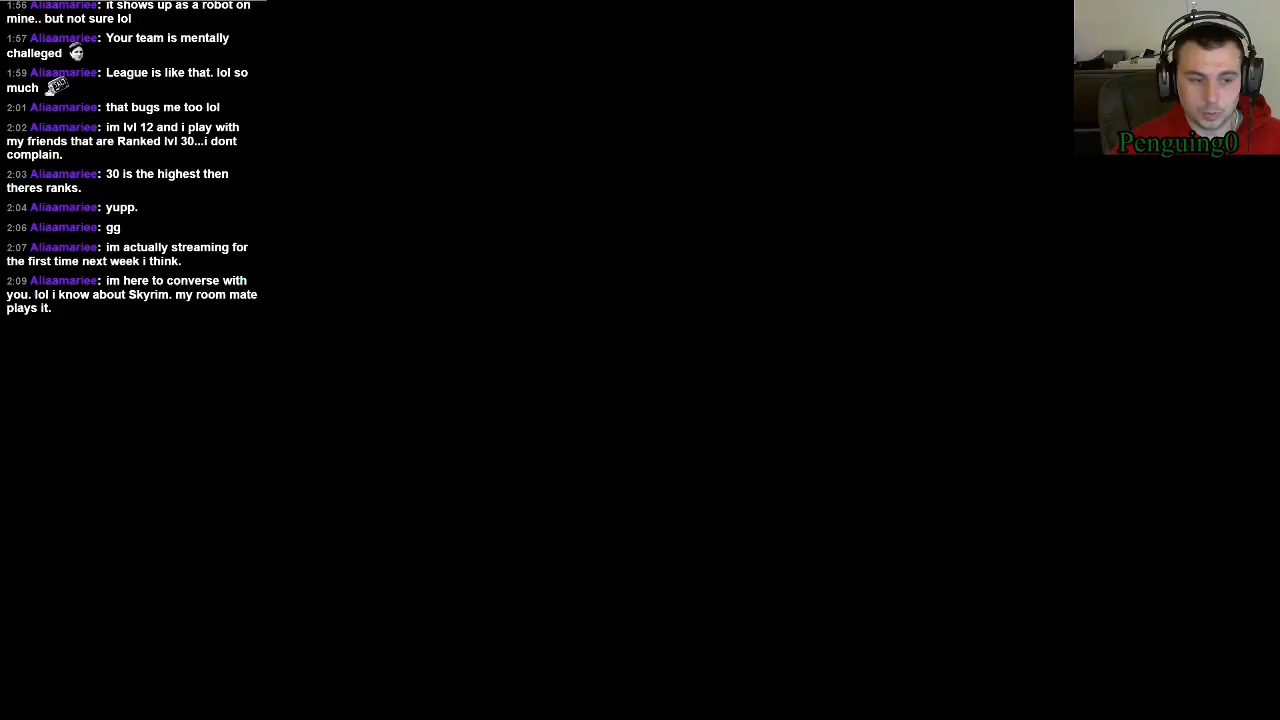 1:56 Aliaamariee: it shows up as a robot on
mine.. but not sure lol
1:57 Aliaamariee: Your team is mentally
challeged
1:59 Aliaamariee: League is like that. lol so
much
2:01 Aliaamariee: that bugs me too lol
2:02 Aliaamariee: im lvl 12 and i play with
my friends that are Ranked lvl 30...i dont
complain.
2:03 Aliaamariee: 30 is the highest then
theres ranks.
2:04 Aliaamariee: yupp.
2:06 Aliaamariee: gg
2:07 Aliaamariee: im actually streaming for
the first time next week i think.
2:09 Aliaamariee: im here to converse with
you. lol i know about Skyrim. my room mate
plays it.
Penguing0